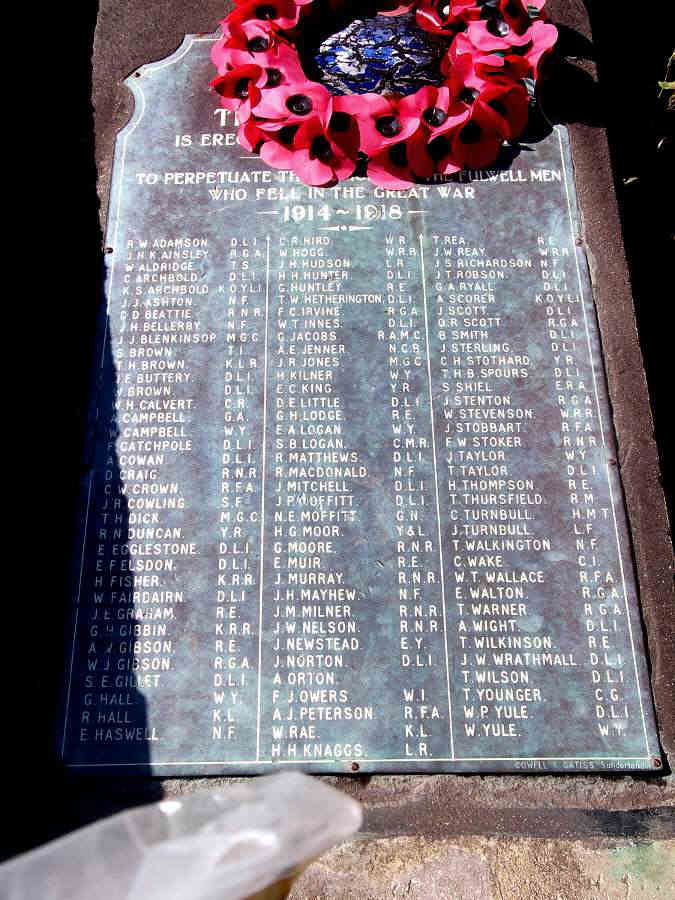 IS
TO PERPETUATE FULWELL MEN
WHO FELL IN THE GREAT WAR
1914~1918
R.W.ADAMSON. D.L.I.
J.H.K.AINSLEY. R.G.A.
W.ALDRIDGE. T.S.
C.ARCHBOLD. D.L.I.
K.S.ARCHBOLD. K.O.Y.L.I.
J.J.ASHTON. N.F.
D.D.BEATTIE. R.N.R.
J.H.BELLERBY. N.F.
J.J.BLENKINSOP M.G.C.
S.BROWN. T.I.
T.H.BROWN. K.L.R.
J.E.BUTTERY. D.L.I.
V.BROWN. D.L.I.
W.H.CALVERT. C.R.
A.CAMPBELL. G.A.
W.CAMPBELL. W.Y.
F.CATCHPOLE D.L.I.
A.COWAN. D.L.I.
D.CRAIG. R.N.R.
C.W.CROWN. R.F.A.
J.R.COWLING. S.F.
T.H.DICK. M.G.C.
R.N.DUNCAN. Y.R.
E.EGGLESTONE. D.L.I.
E.F.ELSDON. D.L.I.
H.FISHER. K.R.R.
W.FAIRBAIRN. D.L.I.
J.E.GRAHAM. R.E.
G.H.GIBBIN. K.R.R.
A.W.GIBSON. R.E.
W.J.GIBSON. R.G.A.
S.E.GILLET. D.L.I.
G.HALL. W.Y.
R.HALL. K.L.
E.HASWELL. N.F.
C.R.HIRD. W.R.
W.HOGG. W.R.R.
J.H.HUDSON. L.R.
H.H.HUNTER. D.L.I.
G.HUNTLEY. R.E.
T.W.HETHERINGTON. D.L.I.
F.C.IRVINE. R.G.A.
W.T.INNES. D.L.I.
G.JACOBS. R.A.M.C.
A.E.JENNER. N.C.B.
J.R.JONES. M.G.C.
H.KILNER W.Y.
E.C.KING. Y.R.
D.E.LITTLE D.L.I.
G.H.LODGE. R.E.
E.A.LOGAN. W.Y.
S.B.LOGAN. C.M.R.
R.MATTHEWS. D.L.I.
R.MACDONALD. N.F.
J.MITCHELL. D.L.I.
J.P.MOFFITT. D.L.I.
N.E.MOFFITT. G.N.
H.G.MOOR. Y&L.
G.MOORE. R.N.R.
E.MUIR. R.E.
J.MURRAY. R.N.R.
J.H.MAYHEW. N.F.
J.M.MILNER. R.N.R.
J.W.NELSON. R.N.R.
J.NEWSTEAD. E.Y.
J.NORTON. D.L.I.
A.ORTON.
F.J.OWERS W.I.
A.J.PETERSON. R.F.A.
W.RAE. K.L.
H.H.KNAGGS. L.R.
T.REA. R.E.
J.W.REAY. W.R.R.
J.S.RICHARDSON. N.F.
J.T.ROBSON. D.L.I.
G.A.RYALL. D.L.I.
A.SCORER K.O.Y.L.I.
J.SCOTT. D.L.I.
O.R.SCOTT R.G.A.
B.SMITH. D.L.I.
J.STERLING. D.L.I.
C.H.STOTHARD. Y.R.
T.H.B.SPOURS. D.L.I.
S.SHIEL. E.R.A.
J.STENTON. R.G.A.
W.STEVENSON. W.R.R.
J.STOBBART. R.F.A.
F.W.STOKER R.N.R.
J.TAYLOR. W.Y.
T.TAYLOR. D.L.I.
H.THOMPSON. R.E.
T.THURSFIELD. R.M.
C.TURNBULL. H.M.T.
J.TURNBULL. L.F.
T.WALKINGTON N.F.
C.WAKE. C.I.
W.T.WALLACE R.F.A.
E.WALTON. R.G.A.
T.WARNER. R.G.A.
A.WIGHT. D.L.I.
T.WILKINSON. R.E.
J.W.WRATHMALL. D.L.I.
T.WILSON. D.L.I.
T.YOUNGER. C.G.
W.P.YULE. D.L.I.
W.YULE. W.Y.
Sunderland